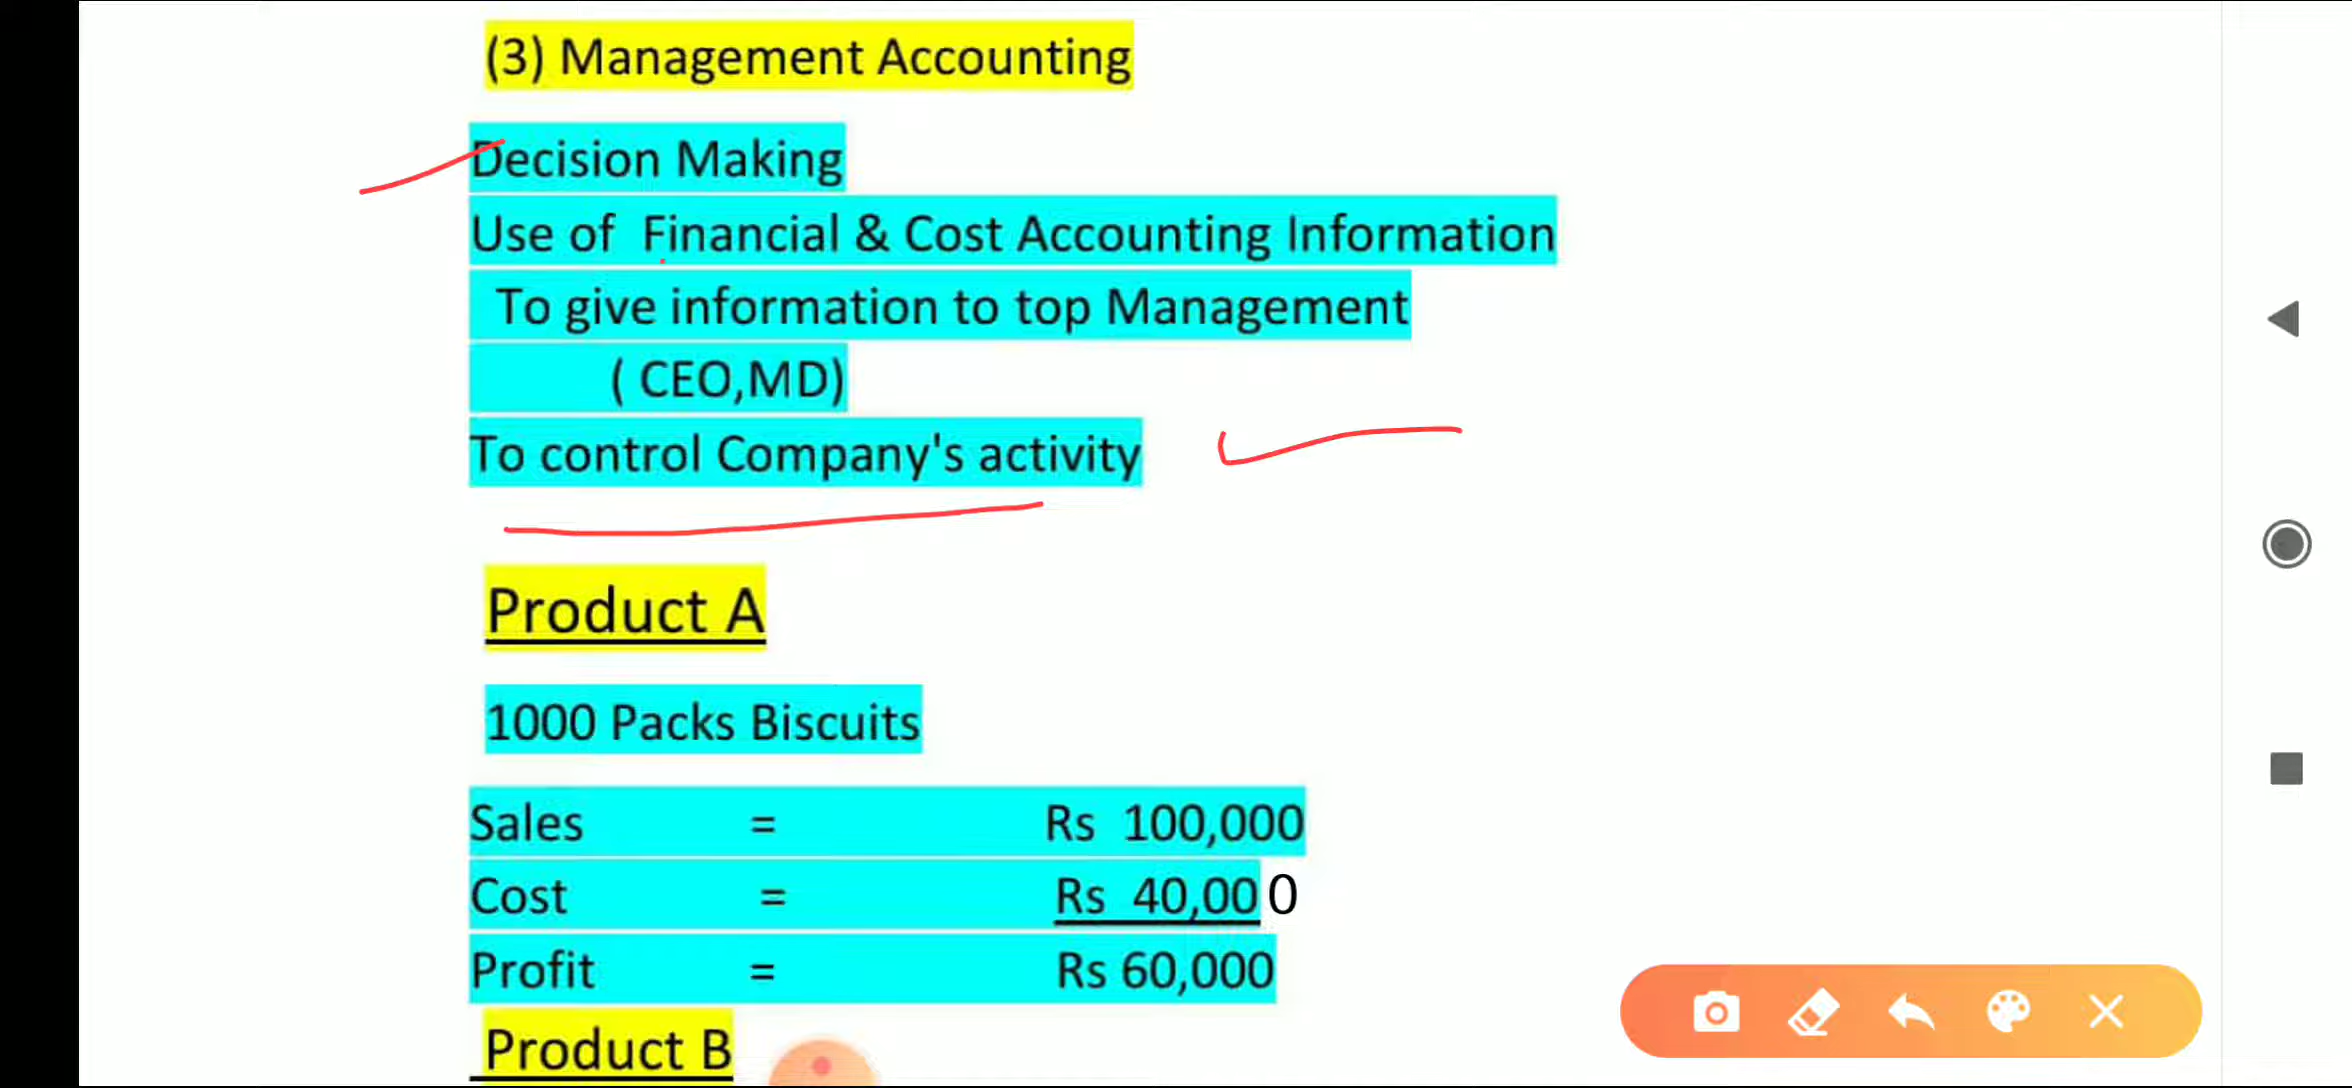 (3) Management Accounting
Decision Making
Use of Financial & Cost Accounting Information
To give information to top Management
( CEO,MD)
To control Company's activity
Product A
1000 Packs Biscuits
Sales = Rs 100,000
Cost = Rs 40,000
Profit = Rs 60,000
Product B